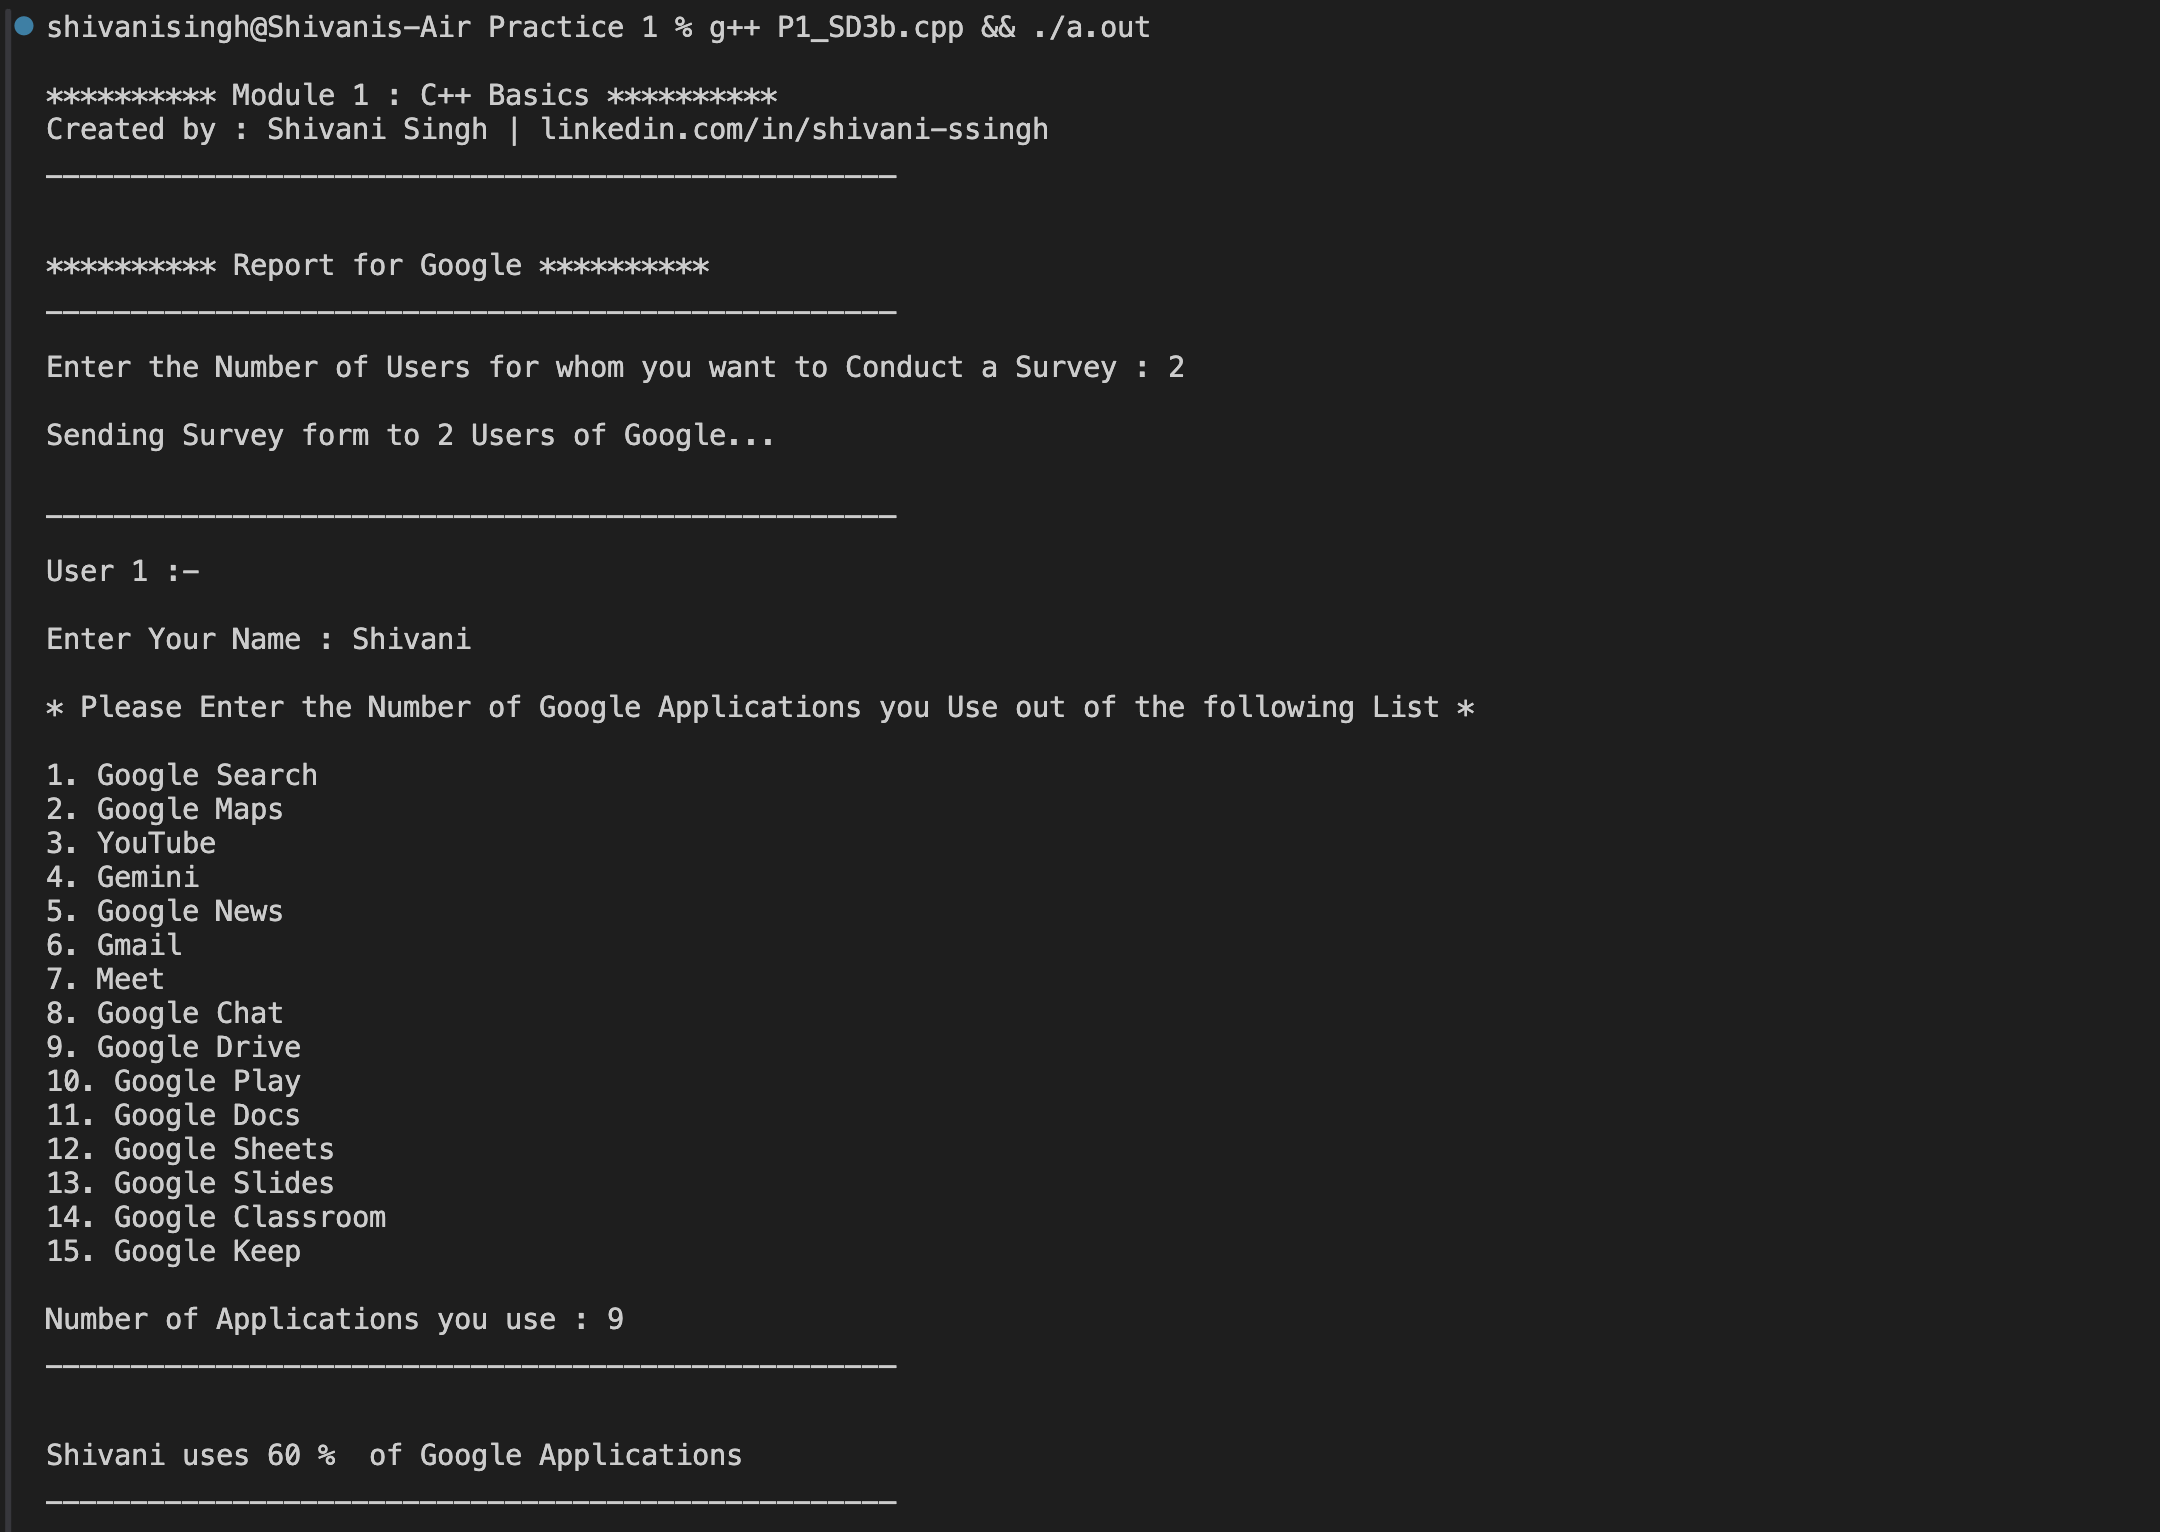 shivanisingh@Shivanis-Air Practice 1 % g++ P1_SD3b.cpp && ./a.out
********** Module 1 : C++ Basics **********
Created by : Shivani Singh | linkedin.com/in/shivani-ssingh
__________________________________________________
********** Report for Google **********
__________________________________________________
Enter the Number of Users for whom you want to Conduct a Survey : 2
Sending Survey form to 2 Users of Google...
__________________________________________________
User 1 :-
Enter Your Name : Shivani
* Please Enter the Number of Google Applications you Use out of the following List *
1. Google Search
2. Google Maps
3. YouTube
4. Gemini
5. Google News
6. Gmail
7. Meet
8. Google Chat
9. Google Drive
10. Google Play
11. Google Docs
12. Google Sheets
13. Google Slides
14. Google Classroom
15. Google Keep
Number of Applications you use : 9
__________________________________________________
Shivani uses 60 %  of Google Applications
__________________________________________________